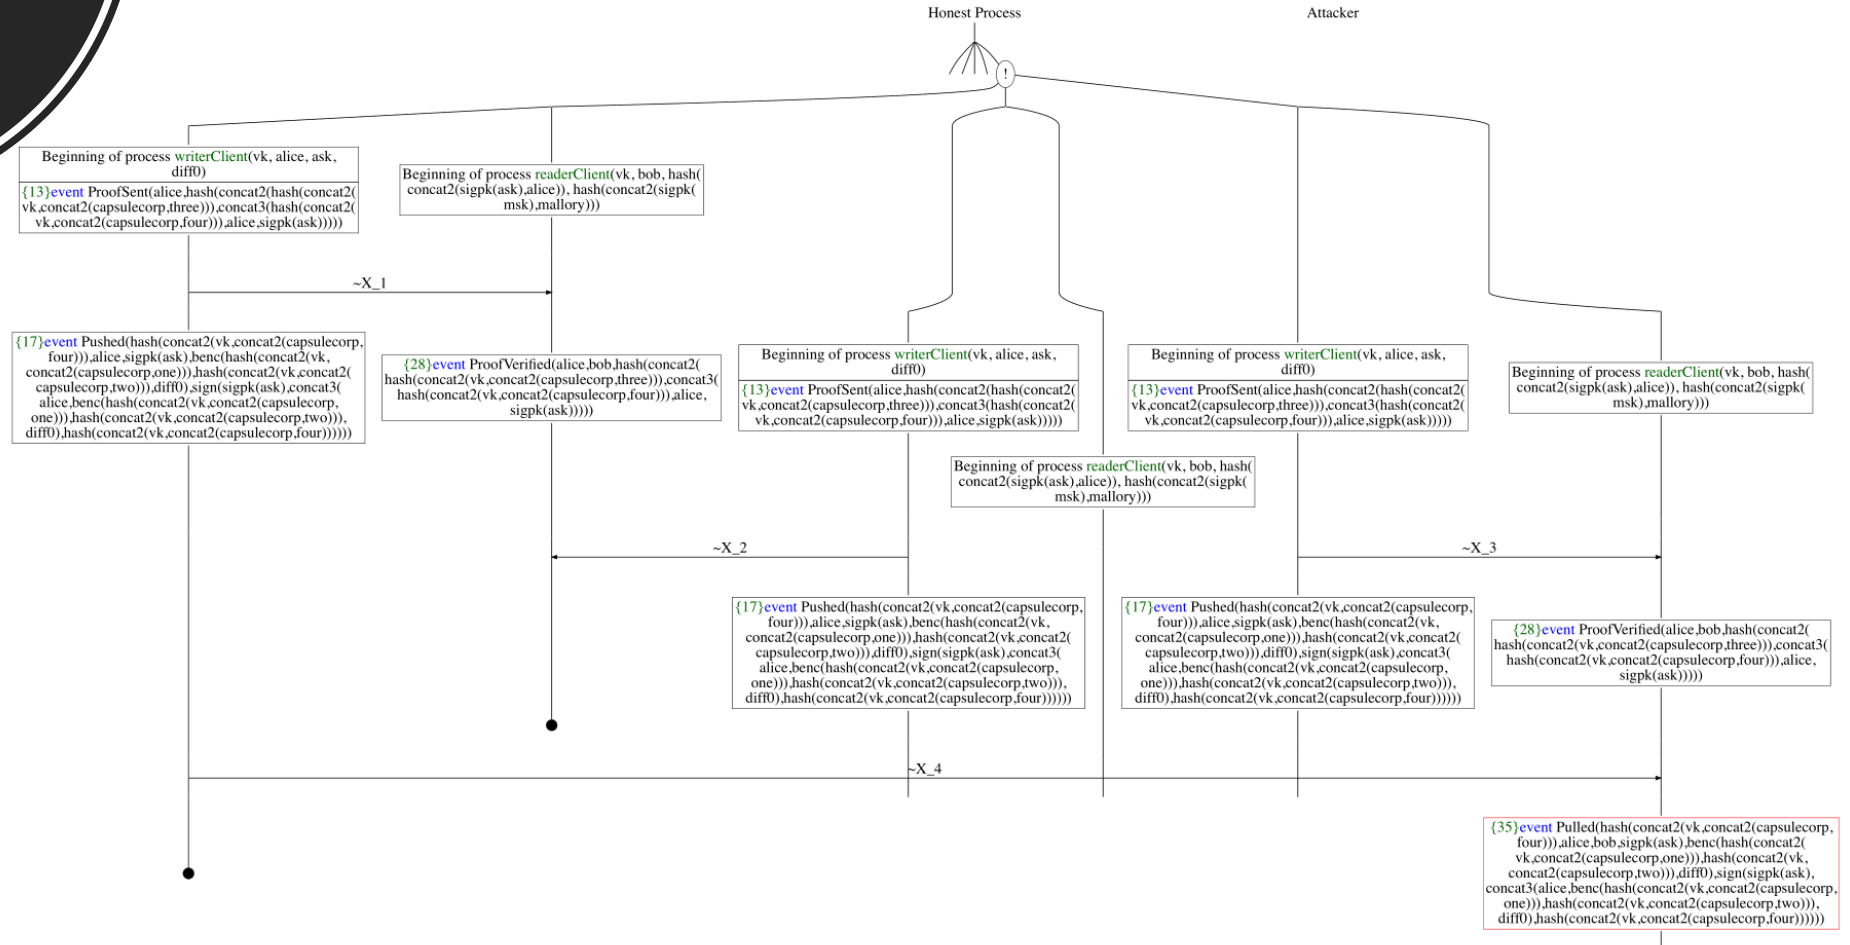 Honest Process
Attacker
!
Beginning of process writerClient(vk, alice, ask,
diff0)
{13}event ProofSent(alice,hash(concat2(hash(concat2(
vk,concat2(capsulecorp,three))),concat3(hash(concat2(
vk,concat2(capsulecorp,four))),alice,sigpk(ask)))))
Beginning of process readerClient(vk, bob, hash(
concat2(sigpk(ask),alice)), hash(concat2(sigpk(
msk),mallory)))
~X_1
{17}event Pushed(hash(concat2(vk,concat2(capsulecorp,
four))),alice,sigpk(ask),benc(hash(concat2(vk,
concat2(capsulecorp,one))),hash(concat2(vk,concat2(
capsulecorp,two))),diff0),sign(sigpk(ask),concat3(
alice,benc(hash(concat2(vk,concat2(capsulecorp,
one))),hash(concat2(vk,concat2(capsulecorp,two))),
diff0),hash(concat2(vk,concat2(capsulecorp,four))))))
{28}event ProofVerified(alice,bob,hash(concat2(
hash(concat2(vk,concat2(capsulecorp,three))),concat3(
hash(concat2(vk,concat2(capsulecorp,four))),alice,
sigpk(ask)))))
Beginning of process writerClient(vk, alice, ask,
diff0)
{13}event ProofSent(alice,hash(concat2(hash(concat2(
vk,concat2(capsulecorp,three))),concat3(hash(concat2(
vk,concat2(capsulecorp,four))),alice,sigpk(ask)))))
Beginning of process writerClient(vk, alice, ask,
diff0)
{13}event ProofSent(alice,hash(concat2(hash(concat2(
vk,concat2(capsulecorp,three))),concat3(hash(concat2(
vk,concat2(capsulecorp,four))),alice,sigpk(ask)))))
Beginning of process readerClient(vk, bob, hash(
concat2(sigpk(ask),alice)), hash(concat2(sigpk(
msk),mallory)))
Beginning of process readerClient(vk, bob, hash(
concat2(sigpk(ask),alice)), hash(concat2(sigpk(
msk),mallory)))
~X_2
~X_3
{17}event Pushed(hash(concat2(vk,concat2(capsulecorp,
four))),alice,sigpk(ask),benc(hash(concat2(vk,
concat2(capsulecorp,one))),hash(concat2(vk,concat2(
capsulecorp,two))),diff0),sign(sigpk(ask),concat3(
alice,benc(hash(concat2(vk,concat2(capsulecorp,
one))),hash(concat2(vk,concat2(capsulecorp,two))),
diff0),hash(concat2(vk,concat2(capsulecorp,four))))))
{17}event Pushed(hash(concat2(vk,concat2(capsulecorp,
four))),alice,sigpk(ask),benc(hash(concat2(vk,
concat2(capsulecorp,one))),hash(concat2(vk,concat2(
capsulecorp,two))),diff0),sign(sigpk(ask),concat3(
alice,benc(hash(concat2(vk,concat2(capsulecorp,
one))),hash(concat2(vk,concat2(capsulecorp,two))),
diff0),hash(concat2(vk,concat2(capsulecorp,four))))))
{28}event ProofVerified(alice,bob,hash(concat2(
hash(concat2(vk,concat2(capsulecorp,three))),concat3(
hash(concat2(vk,concat2(capsulecorp,four))),alice,
sigpk(ask)))))
~X_4
{35}event Pulled(hash(concat2(vk,concat2(capsulecorp,
four))),alice,bob,sigpk(ask),benc(hash(concat2(
vk,concat2(capsulecorp,one))),hash(concat2(vk,
concat2(capsulecorp,two))),diff0),sign(sigpk(ask),
concat3(alice,benc(hash(concat2(vk,concat2(capsulecorp,
one))),hash(concat2(vk,concat2(capsulecorp,two))),
diff0),hash(concat2(vk,concat2(capsulecorp,four))))))